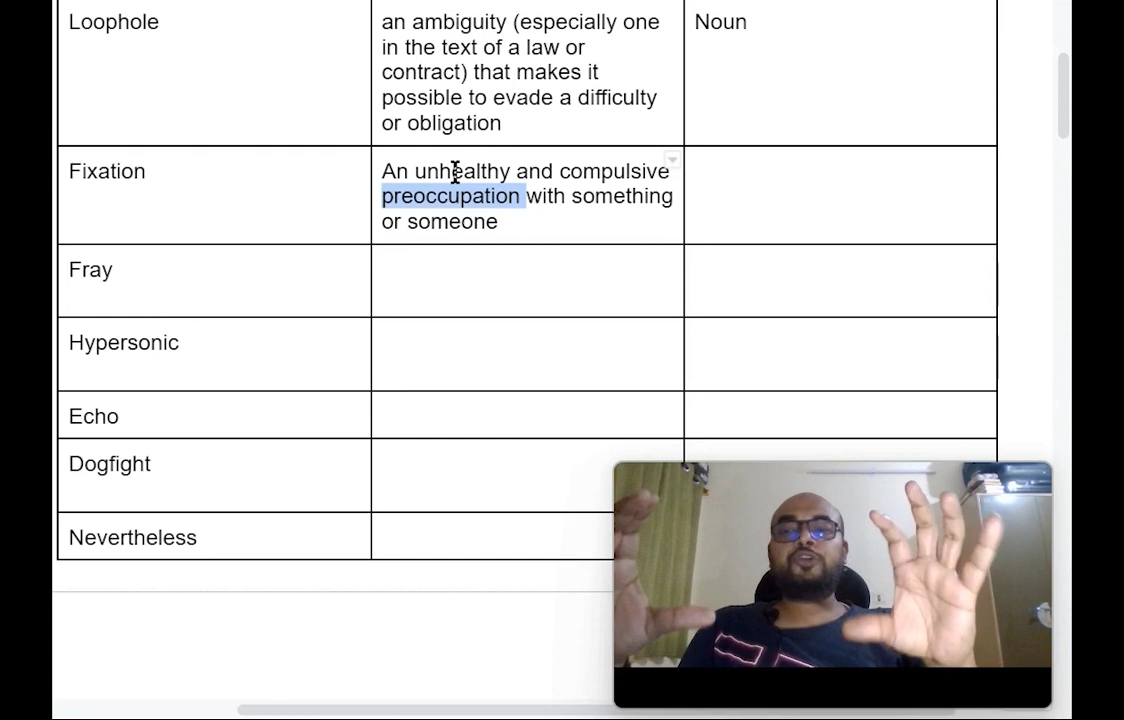 Loophole
an ambiguity (especially one
in the text of a law or
contract) that makes it
possible to evade a difficulty
or obligation
Noun
Fixation
An unhealthy and compulsive
preoccupation with something
or someone
Fray
Hypersonic
Echo
Dogfight
Nevertheless